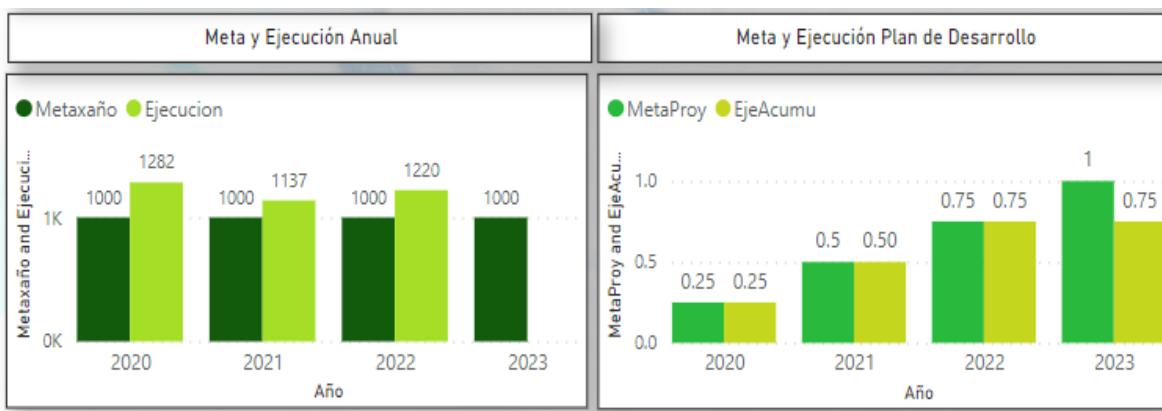 Meta y Ejecución Anual
Metaxaño Ejecucion
Metaxaño and Ejecuci...
1K
0K
1000 1282
1000 1137
1000 1220
1000
2020 2021 2022 2023
Año
Meta y Ejecución Plan de Desarrollo
MetaProy EjeAcumu
MetaProy and EjeAcu...
1.0
0.5
0.0
0.25 0.25
0.5 0.50
0.75 0.75
1 0.75
2020 2021 2022 2023
Año